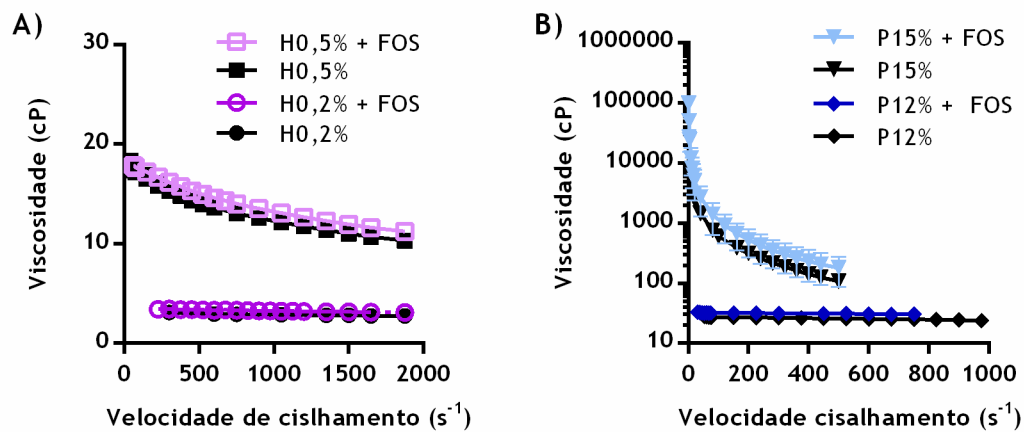 A)
Viscosidade (cP)
30
20
10
0
0 500 1000 1500 2000
Velocidade de cislhamento (s⁻¹)
H0,5% + FOS
H0,5%
H0,2% + FOS
H0,2%
B)
Viscosidade (cP)
1000000
100000
10000
1000
100
10
0 200 400 600 800 1000
Velocidade cisalhamento (s⁻¹)
P15% + FOS
P15%
P12% + FOS
P12%